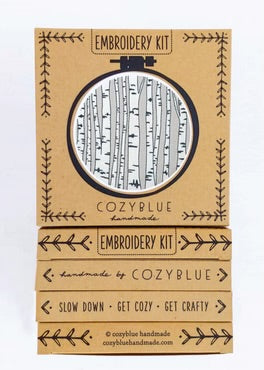 EMBROIDERY KIT
COZYBLUE
handmade
EMBROIDERY KIT
handmade by COZYBLUE
SLOW DOWN • GET COZY • GET CRAFTY
© cozyblue handmade
cozybluehandmade.com